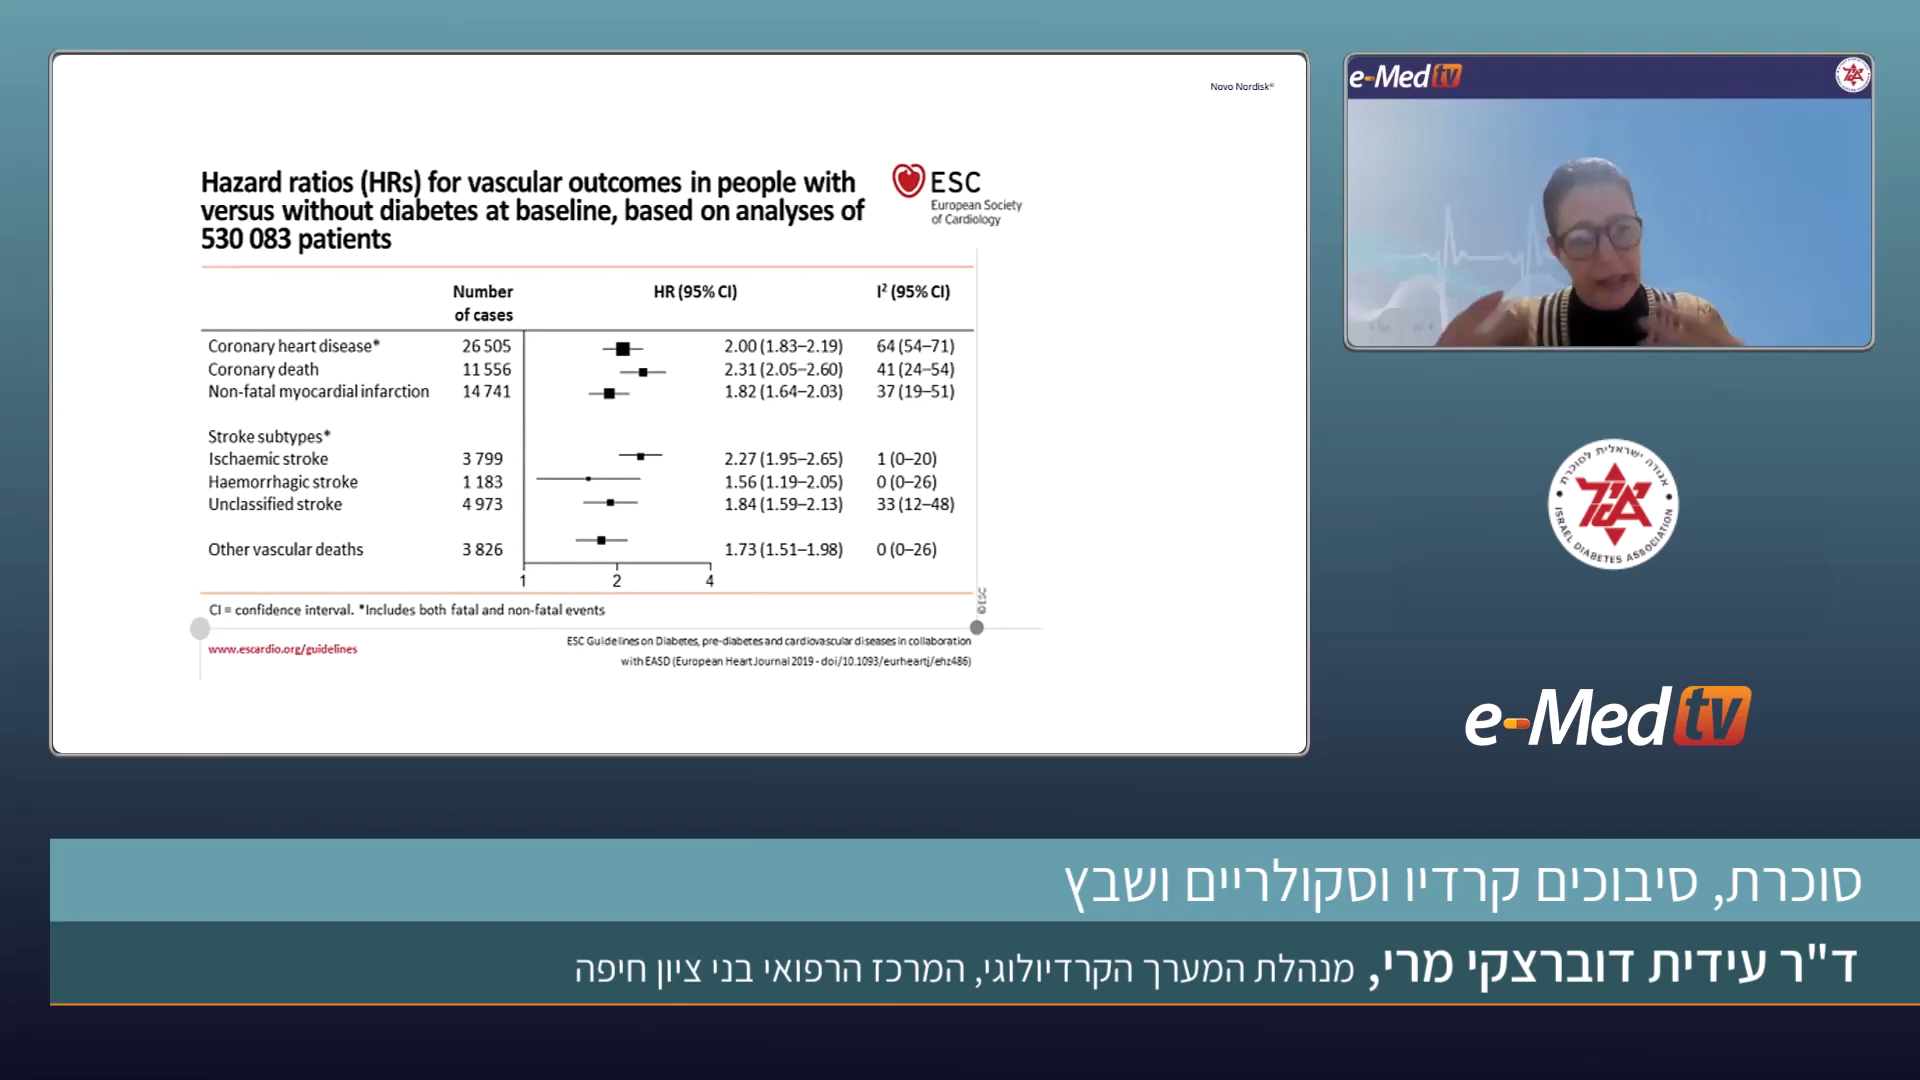 Novo Nordisk®
Hazard ratios (HRs) for vascular outcomes in people with
versus without diabetes at baseline, based on analyses of
530 083 patients
ESC
European Society
of Cardiology
Number of cases HR (95% CI) I² (95% CI)
Coronary heart disease* 26 505 2.00 (1.83–2.19) 64 (54–71)
Coronary death 11 556 2.31 (2.05–2.60) 41 (24–54)
Non-fatal myocardial infarction 14 741 1.82 (1.64–2.03) 37 (19–51)
Stroke subtypes*
Ischaemic stroke 3 799 2.27 (1.95–2.65) 1 (0–20)
Haemorrhagic stroke 1 183 1.56 (1.19–2.05) 0 (0–26)
Unclassified stroke 4 973 1.84 (1.59–2.13) 33 (12–48)
Other vascular deaths 3 826 1.73 (1.51–1.98) 0 (0–26)
1 2 4
CI = confidence interval. *Includes both fatal and non-fatal events
©ESC
www.escardio.org/guidelines
ESC Guidelines on Diabetes, pre-diabetes and cardiovascular diseases in collaboration
with EASD (European Heart Journal 2019 - doi/10.1093/eurheartj/ehz486)
e-Med tv
אגודה ישראלית לסוכרת
ISRAEL DIABETES ASSOCIATION
e-Med tv
סוכרת, סיבוכים קרדיו וסקולריים ושבץ
ד"ר עידית דוברצקי מרי, מנהלת המערך הקרדיולוגי, המרכז הרפואי בני ציון חיפה